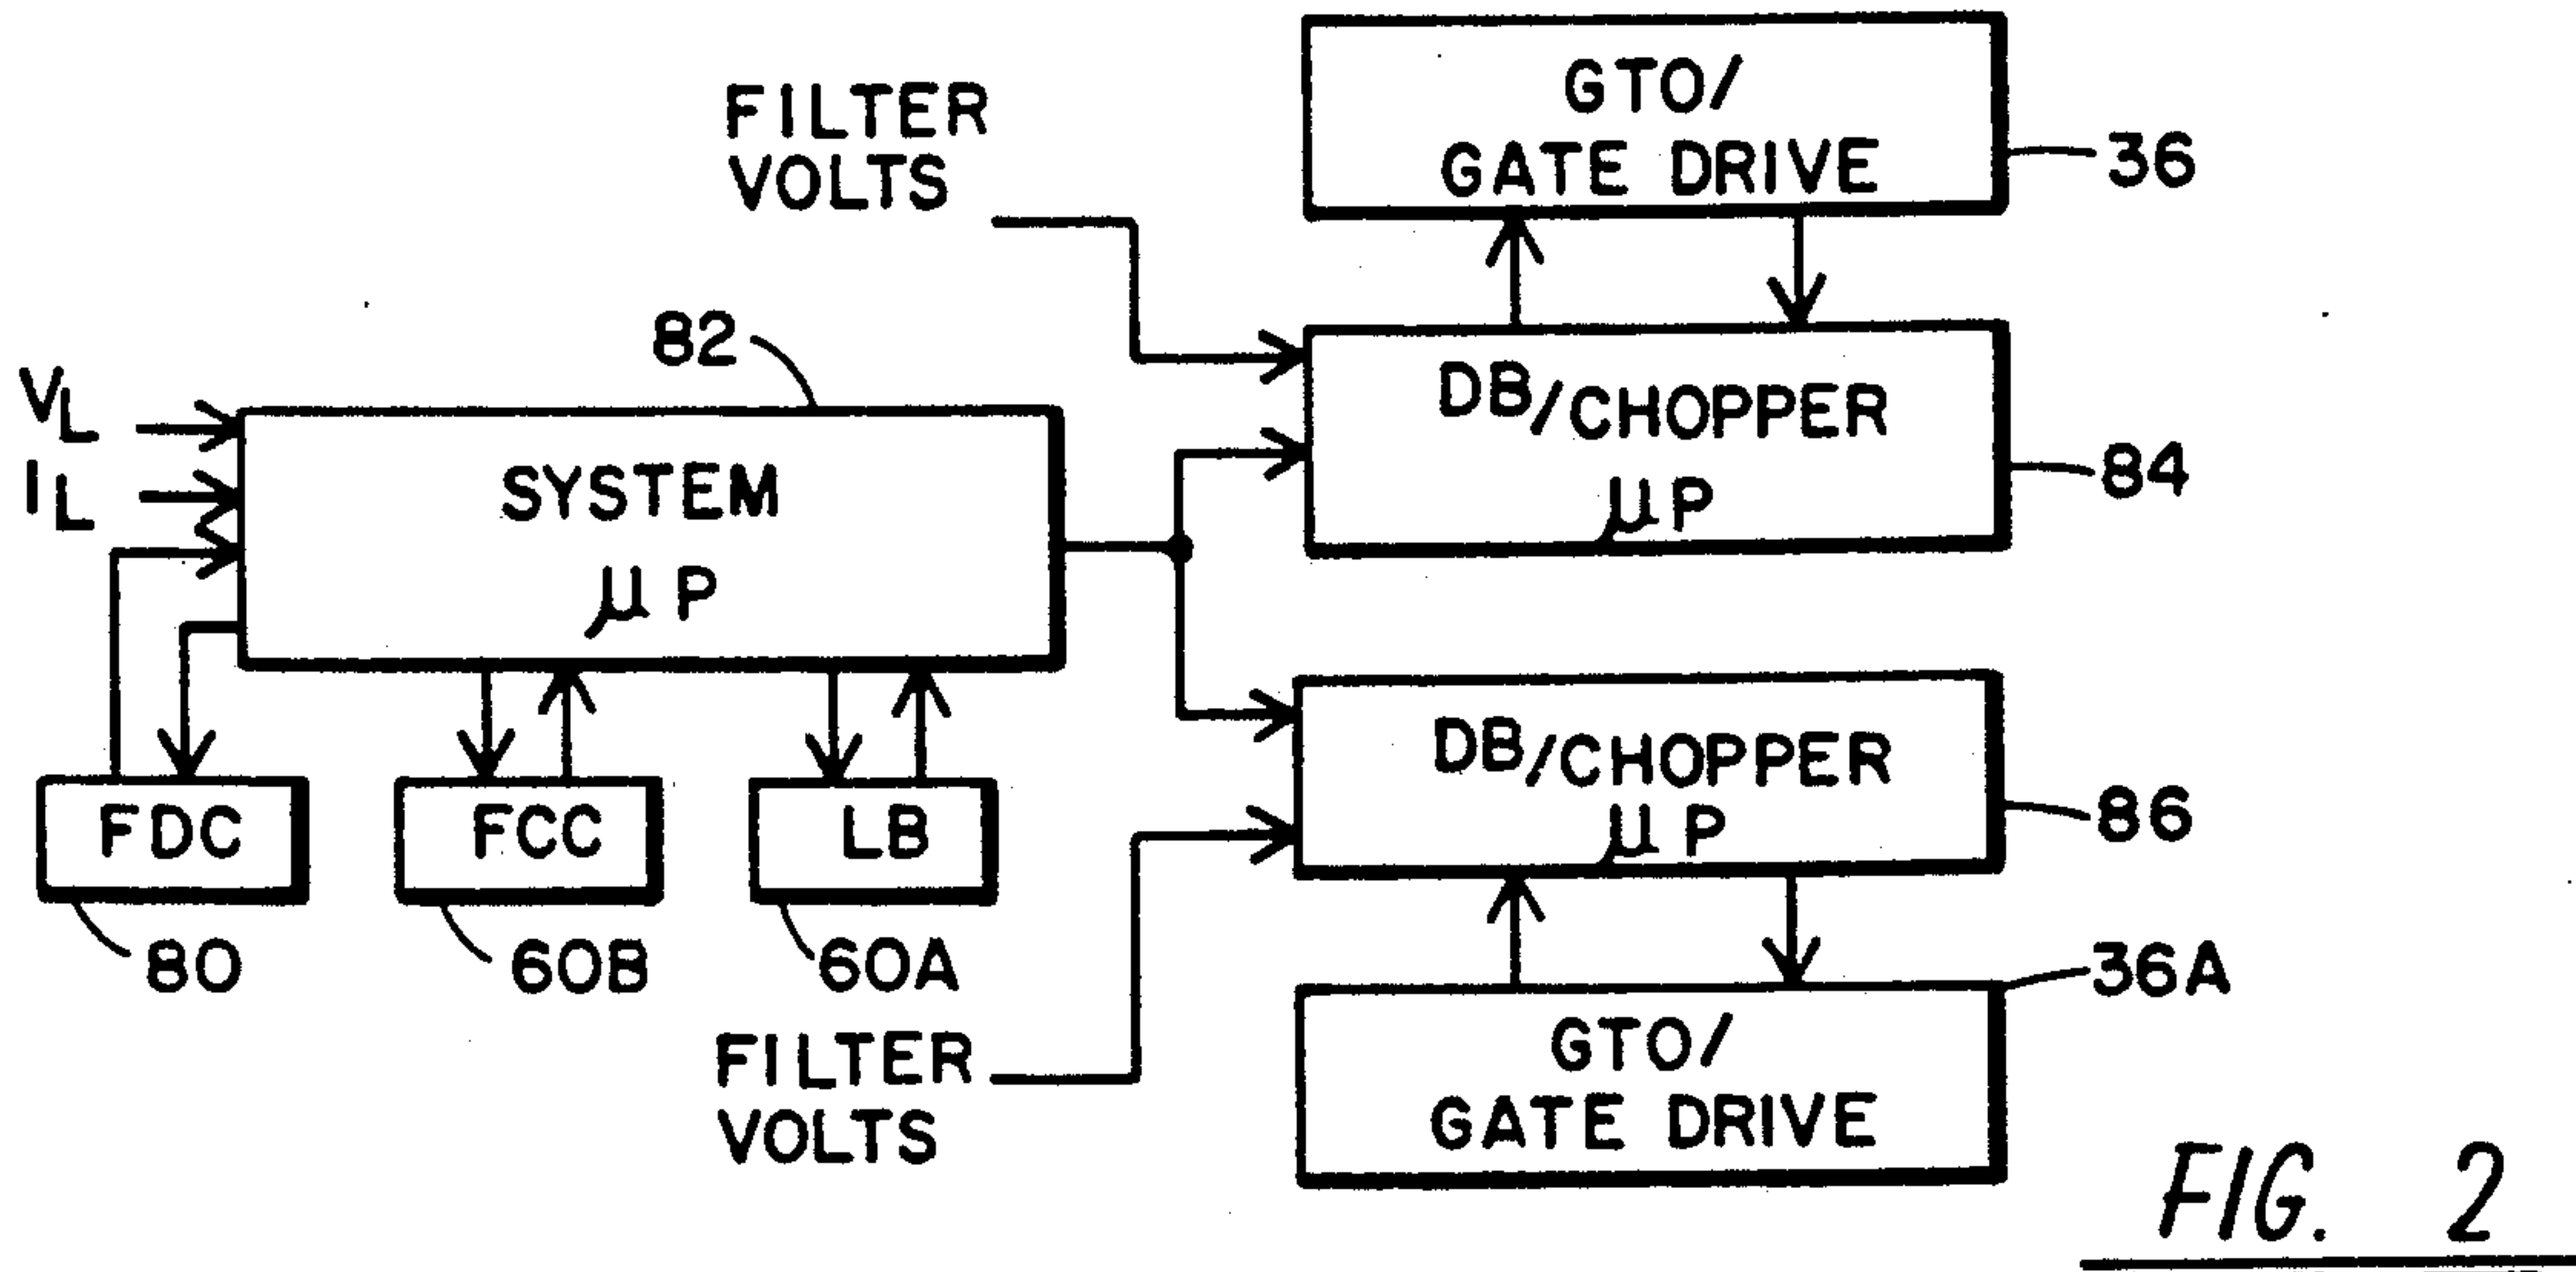 GTO/
GATE DRIVE
36
FILTER
VOLTS
82
VL
IL
SYSTEM
μP
DB/CHOPPER
μP
84
DB/CHOPPER
μP
86
FDC
FCC
LB
80
60B
60A
36A
FILTER
VOLTS
GTO/
GATE DRIVE
FIG. 2